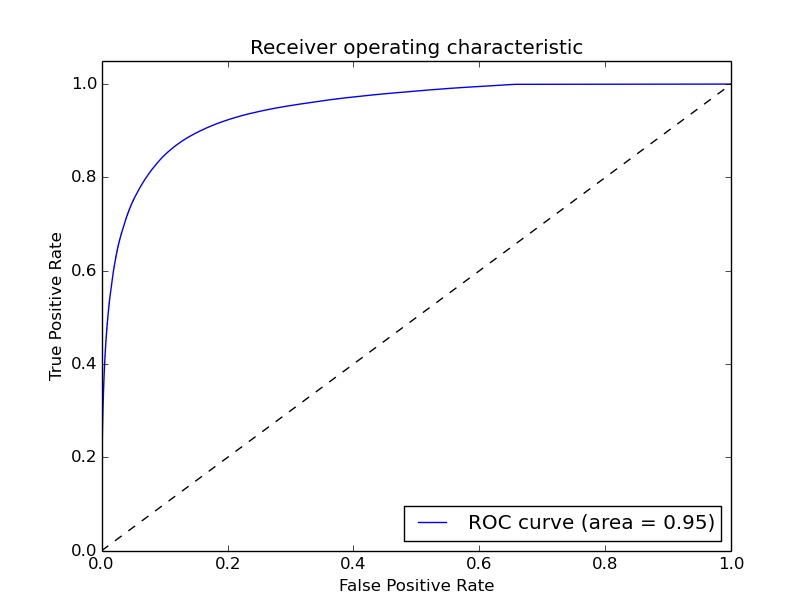 Receiver operating characteristic
1.0
0.8
0.6
0.4
0.2
0.0
True Positive Rate
ROC curve (area = 0.95)
0.0 0.2 0.4 0.6 0.8 1.0
False Positive Rate